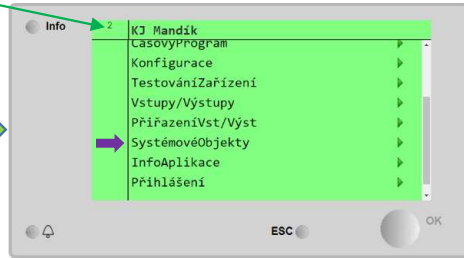 Info
2 KJ Mandík
ČasovýProgram
Konfigurace
TestováníZařízení
Vstupy/Výstupy
PřiřazeníVst/Výst
SystémovéObjekty
InfoAplikace
Přihlášení
ESC
OK